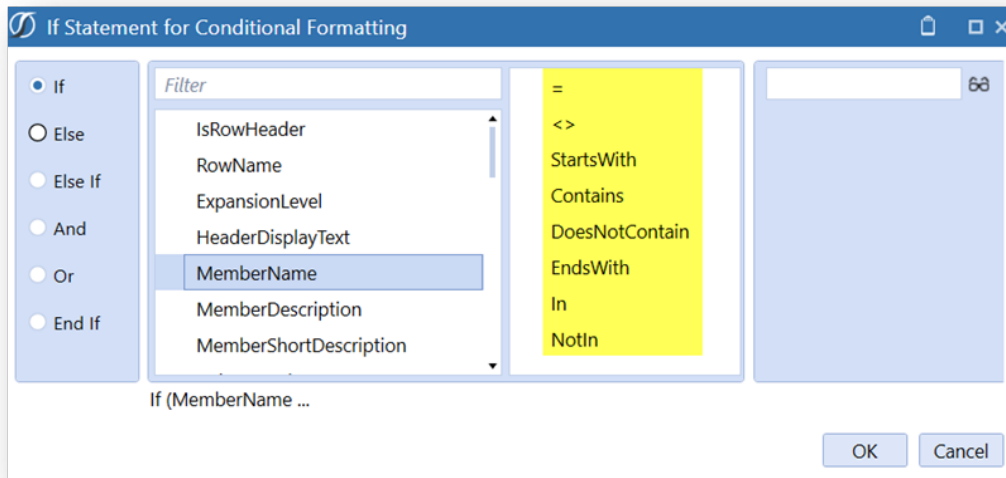 If Statement for Conditional Formatting
If
Else
Else If
And
Or
End If
Filter
IsRowHeader
RowName
ExpansionLevel
HeaderDisplayText
MemberName
MemberDescription
MemberShortDescription
=
<>
StartsWith
Contains
DoesNotContain
EndsWith
In
NotIn
If (MemberName ...
OK
Cancel